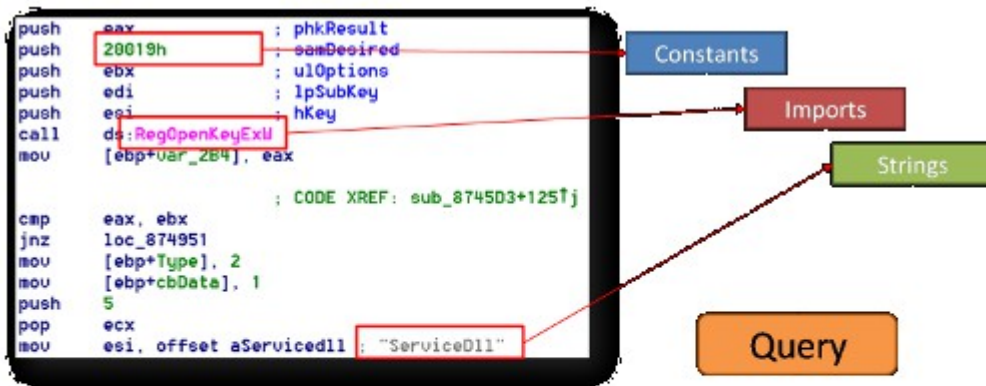 push eax ; phkResult
push 20019h ; samDesired
push ebx ; ulOptions
push edi ; lpSubKey
push esi ; hKey
call ds:RegOpenKeyExW
mov [ebp+var_2B4], eax
; CODE XREF: sub_8745D3+125↑j
cmp eax, ebx
jnz loc_874951
mov [ebp+Type], 2
mov [ebp+cbData], 1
push 5
pop ecx
mov esi, offset aServicedll ; "ServiceDll"
Constants
Imports
Strings
Query